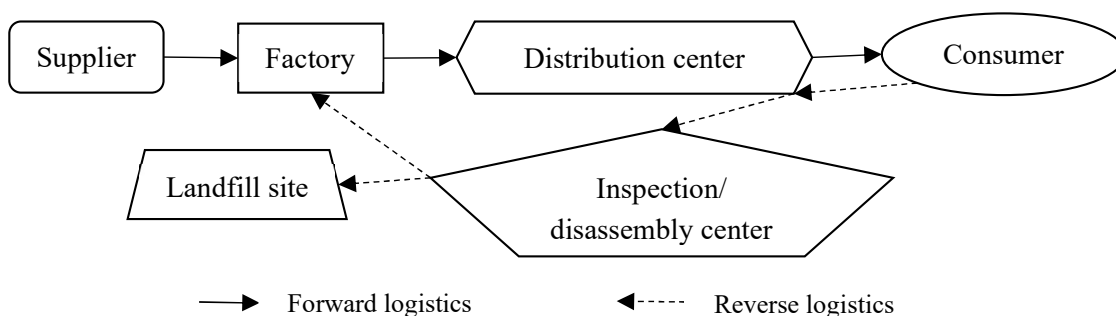 Supplier
Factory
Distribution center
Consumer
Landfill site
Inspection/
disassembly center
Forward logistics
Reverse logistics